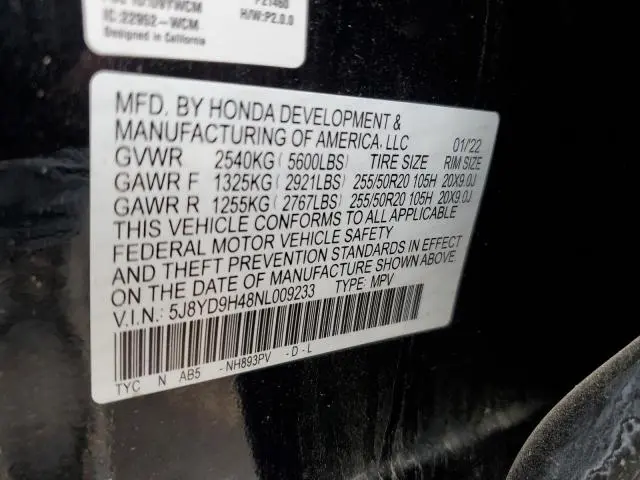 P21460
IC:22952-WCM H/W:P2.0.0
Designed in California
MFD. BY HONDA DEVELOPMENT &
MANUFACTURING OF AMERICA, LLC 01/'22
GVWR 2540KG ( 5600LBS) TIRE SIZE RIM SIZE
GAWR F 1325KG ( 2921LBS) 255/50R20 105H 20X9.0J
GAWR R 1255KG ( 2767LBS) 255/50R20 105H 20X9.0J
THIS VEHICLE CONFORMS TO ALL APPLICABLE
FEDERAL MOTOR VEHICLE SAFETY
AND THEFT PREVENTION STANDARDS IN EFFECT
ON THE DATE OF MANUFACTURE SHOWN ABOVE.
V.I.N.: 5J8YD9H48NL009233 TYPE: MPV
TYC N AB5 -NH893PV -D-L